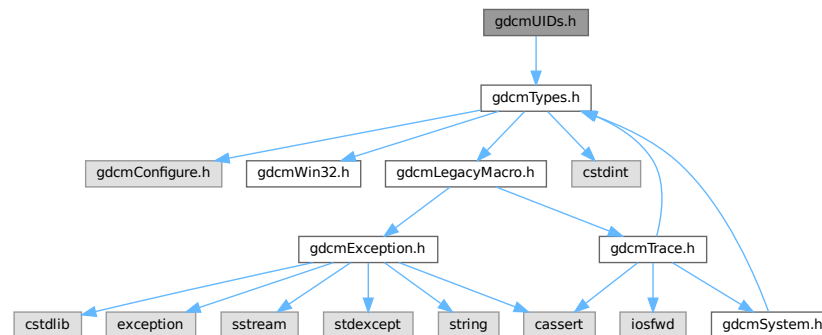 gdcmUIDs.h
gdcmTypes.h
gdcmConfigure.h
gdcmWin32.h
gdcmLegacyMacro.h
cstdint
gdcmException.h
gdcmTrace.h
cstdlib
exception
sstream
stdexcept
string
cassert
iosfwd
gdcmSystem.h